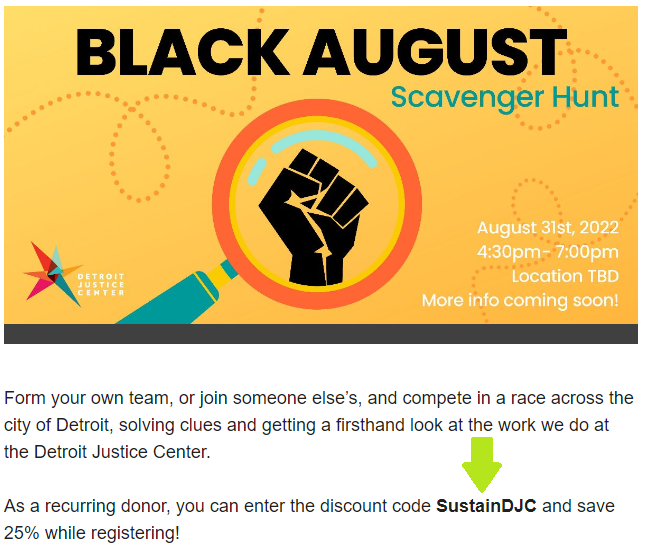 BLACK AUGUST
Scavenger Hunt
August 31st, 2022
4:30pm-7:00pm
Location TBD
More info coming soon!
DETROIT
JUSTICE
CENTER
Form your own team, or join someone else's, and compete in a race across the
city of Detroit, solving clues and getting a firsthand look at the work we do at
the Detroit Justice Center.
As a recurring donor, you can enter the discount code SustainDJC and save
25% while registering!